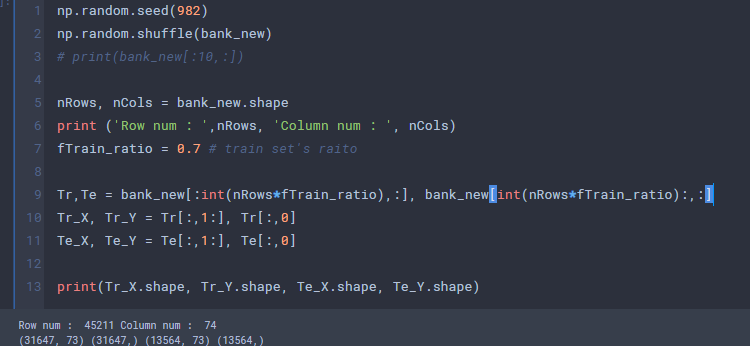 ]:
1 np.random.seed(982)
2 np.random.shuffle(bank_new)
3 # print(bank_new[:10,:])
4
5 nRows, nCols = bank_new.shape
6 print ('Row num : ',nRows, 'Column num : ', nCols)
7 fTrain_ratio = 0.7 # train set's raito
8
9 Tr,Te = bank_new[:int(nRows*fTrain_ratio),:], bank_new[int(nRows*fTrain_ratio):,:]
10 Tr_X, Tr_Y = Tr[:,1:], Tr[:,0]
11 Te_X, Te_Y = Te[:,1:], Te[:,0]
12
13 print(Tr_X.shape, Tr_Y.shape, Te_X.shape, Te_Y.shape)
Row num :  45211 Column num :  74
(31647, 73) (31647,) (13564, 73) (13564,)